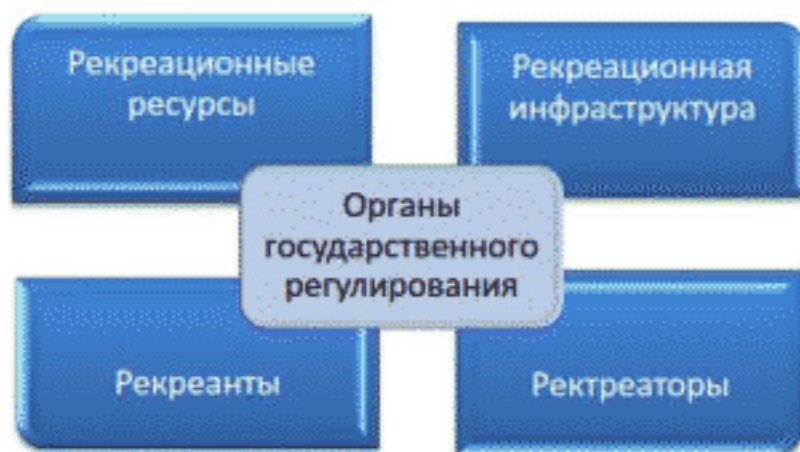 Рекреационные
ресурсы
Рекреационная
инфраструктура
Органы
государственного
регулирования
Рекреанты
Ректреаторы